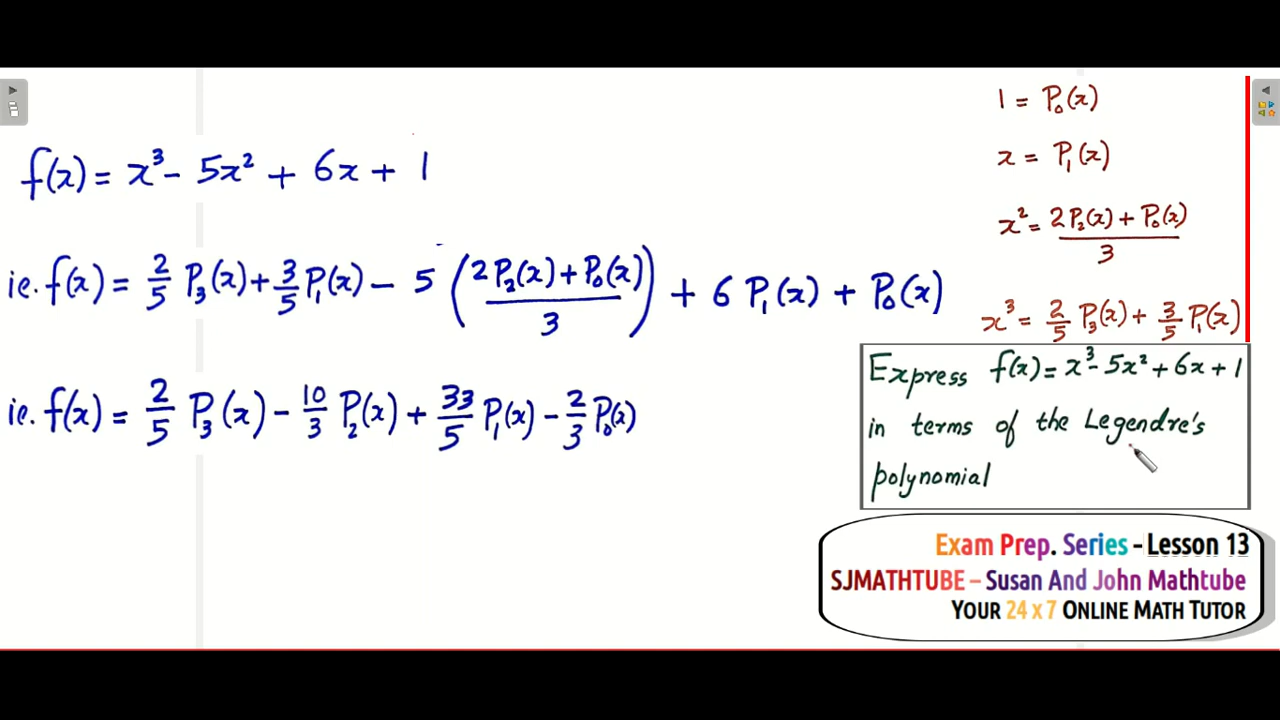 f(x) = x³ - 5x² + 6x + 1
ie. f(x) = 2/5 P₃(x) + 3/5 P₁(x) - 5 ( (2P₂(x) + P₀(x))/3 ) + 6 P₁(x) + P₀(x)
ie. f(x) = 2/5 P₃(x) - 10/3 P₂(x) + 33/5 P₁(x) - 2/3 P₀(x)
1 = P₀(x)
x = P₁(x)
x² = (2P₂(x) + P₀(x))/3
x³ = 2/5 P₃(x) + 3/5 P₁(x)
Express f(x) = x³ - 5x² + 6x + 1
in terms of the Legendre's
polynomial
Exam Prep. Series - Lesson 13
SJMATHTUBE – Susan And John Mathtube
YOUR 24 x 7 ONLINE MATH TUTOR